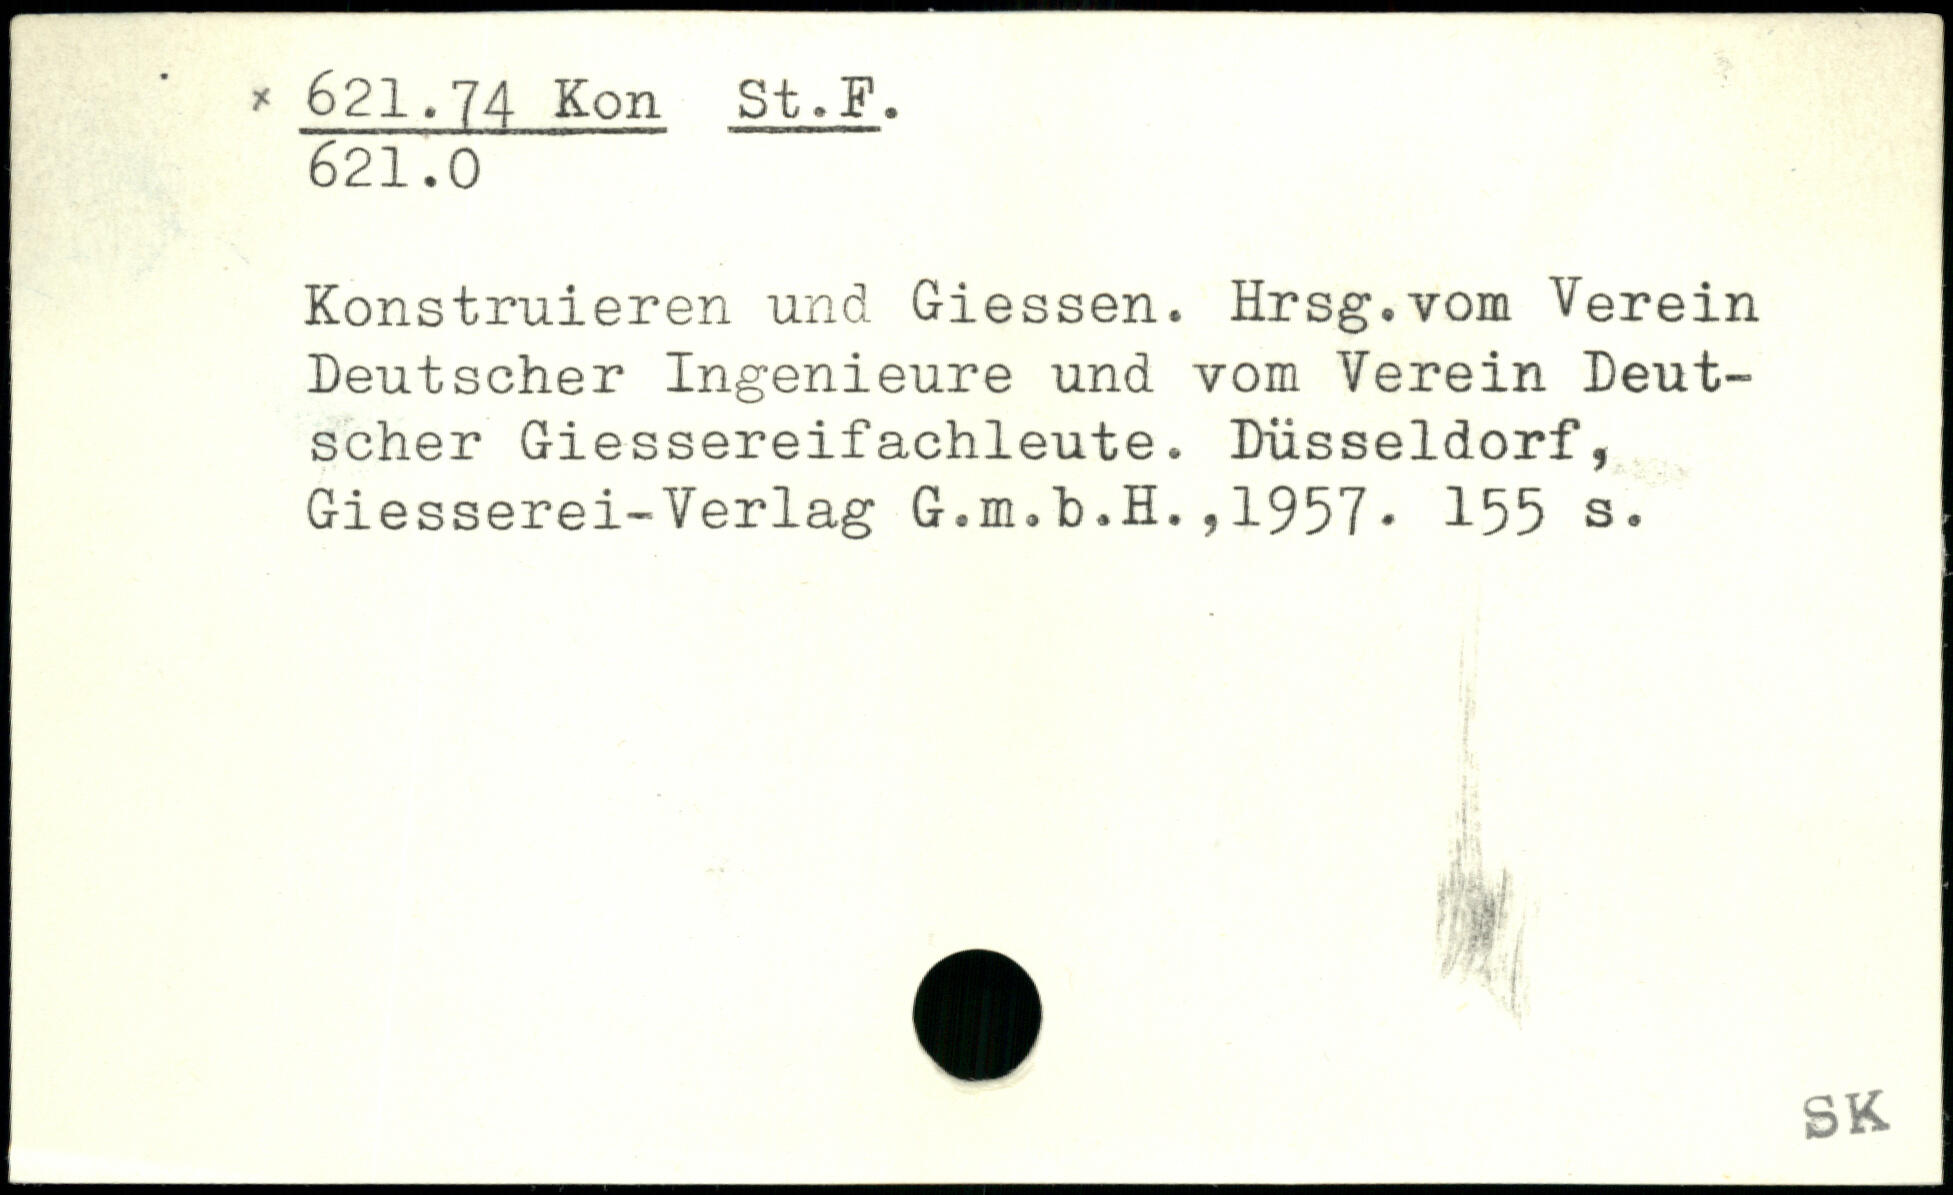 x 621.74 Kon St.F.
621.0
Konstruieren und Giessen. Hrsg.vom Verein
Deutscher Ingenieure und vom Verein Deut-
scher Giessereifachleute. Düsseldorf,
Giesserei-Verlag G.m.b.H.,1957. 155 s.
SK